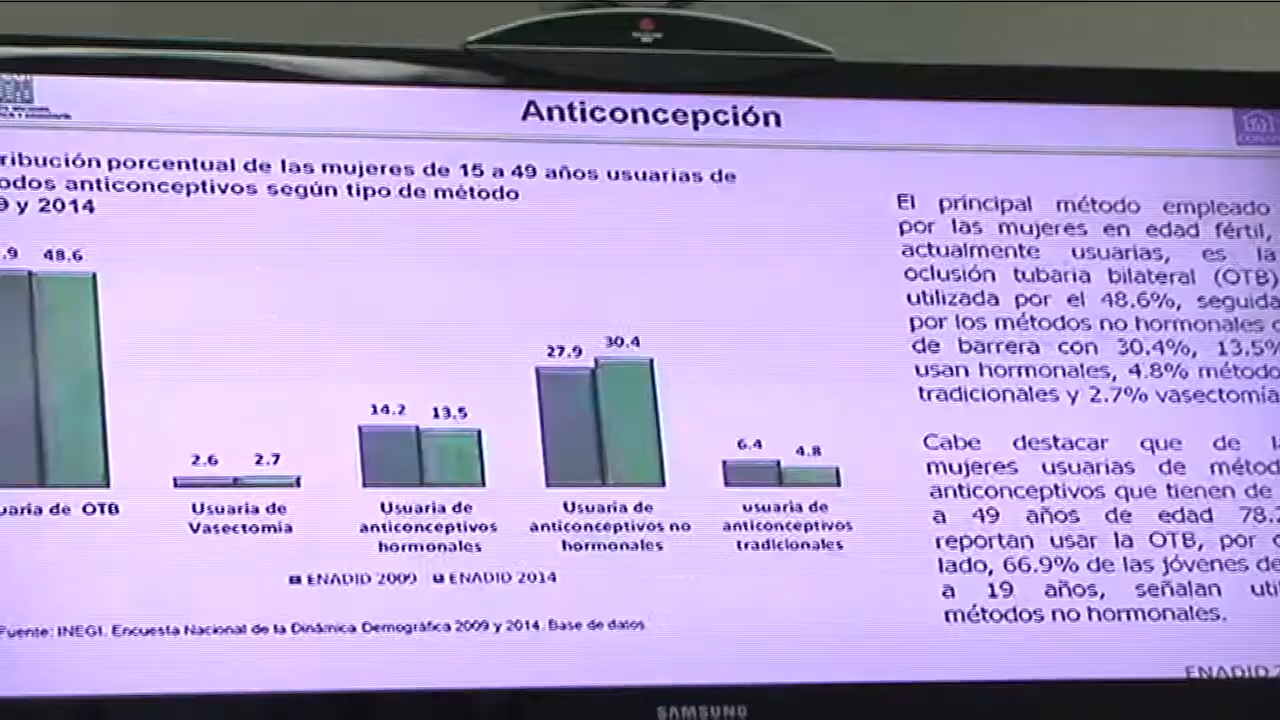 Anticoncepción
ribución porcentual de las mujeres de 15 a 49 años usuarias de
odos anticonceptivos según tipo de método
9 y 2014
.9 48.6
2.6 2.7
14.2 13.5
27.9 30.4
6.4 4.8
uaria de OTB
Usuaria de
Vasectomia
Usuaria de
anticonceptivos
hormonales
Usuaria de
anticonceptivos no
hormonales
usuaria de
anticonceptivos
tradicionales
ENADID 2009 ENADID 2014
Fuente: INEGI. Encuesta Nacional de la Dinámica Demográfica 2009 y 2014. Base de datos
El principal método empleado
por las mujeres en edad fértil,
actualmente usuarias, es la
oclusión tubaria bilateral (OTB)
utilizada por el 48.6%, seguida
por los métodos no hormonales
de barrera con 30.4%, 13.5%
usan hormonales, 4.8% método
tradicionales y 2.7% vasectomía
Cabe destacar que de l
mujeres usuarias de métod
anticonceptivos que tienen de
a 49 años de edad 78.
reportan usar la OTB, por
lado, 66.9% de las jóvenes de
a 19 años, señalan uti
métodos no hormonales.
ENADID 2
SAMSUNG